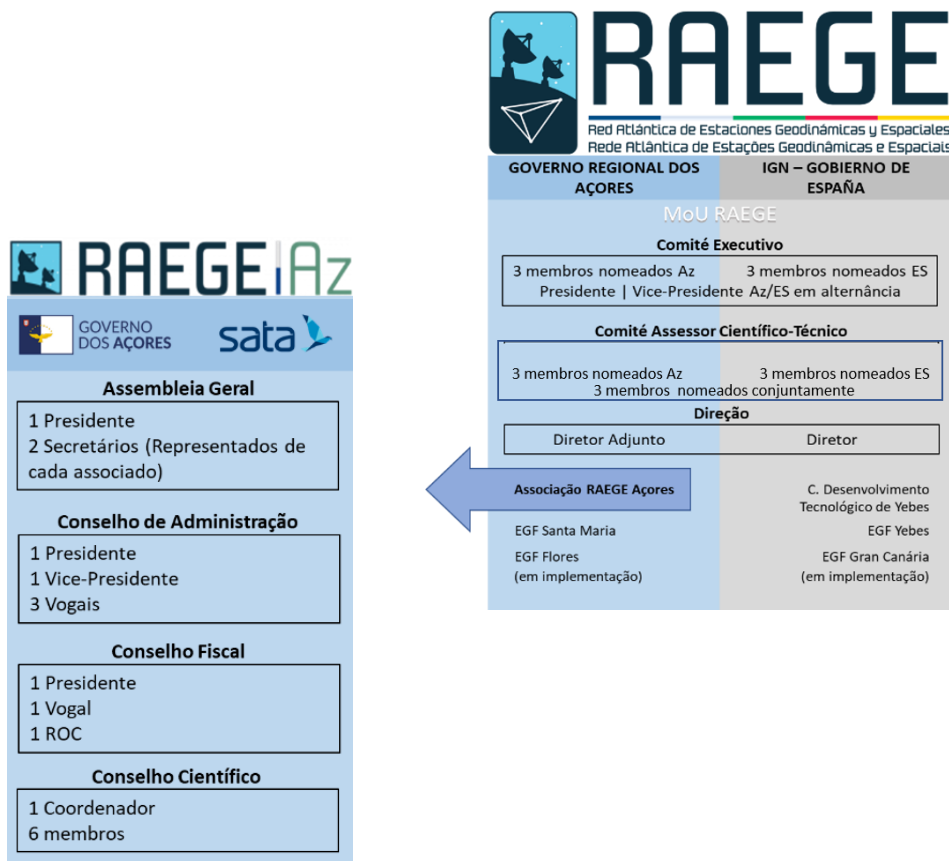 RAEGE
Red Atlántica de Estaciones Geodinámicas y Espaciales
Rede Atlântica de Estações Geodinâmicas e Espaciais
GOVERNO REGIONAL DOS AÇORES
IGN – GOBIERNO DE ESPAÑA
MoU RAEGE
Comité Executivo
3 membros nomeados Az 3 membros nomeados ES
Presidente | Vice-Presidente Az/ES em alternância
Comité Assessor Científico-Técnico
3 membros nomeados Az 3 membros nomeados ES
3 membros nomeados conjuntamente
Direção
Diretor Adjunto Diretor
Associação RAEGE Açores
EGF Santa Maria
EGF Flores
(em implementação)
C. Desenvolvimento
Tecnológico de Yebes
EGF Yebes
EGF Gran Canária
(em implementação)
RAEGE Az
GOVERNO
DOS AÇORES
sata
Assembleia Geral
1 Presidente
2 Secretários (Representados de
cada associado)
Conselho de Administração
1 Presidente
1 Vice-Presidente
3 Vogais
Conselho Fiscal
1 Presidente
1 Vogal
1 ROC
Conselho Científico
1 Coordenador
6 membros